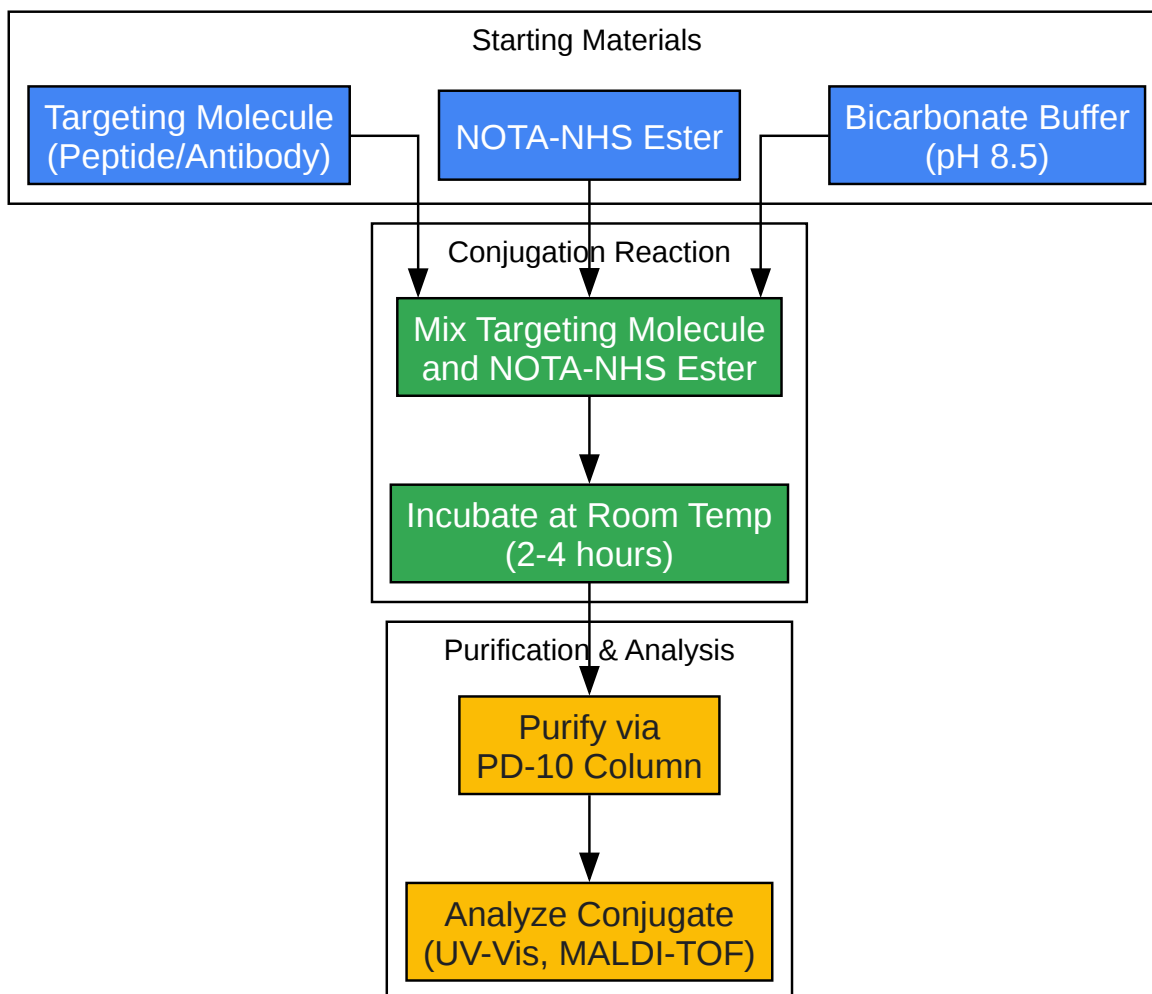 Starting Materials
Targeting Molecule
(Peptide/Antibody)
NOTA-NHS Ester
Bicarbonate Buffer
(pH 8.5)
Conjugation Reaction
Mix Targeting Molecule
and NOTA-NHS Ester
Incubate at Room Temp
(2-4 hours)
Purification & Analysis
Purify via
PD-10 Column
Analyze Conjugate
(UV-Vis, MALDI-TOF)